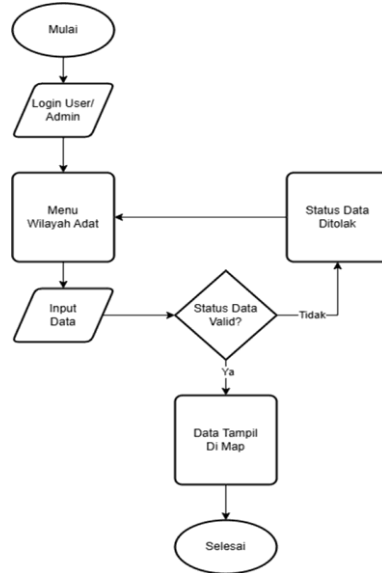 Mulai
Login User/
Admin
Menu
Wilayah Adat
Status Data
Ditolak
Input
Data
Status Data
Valid?
Tidak
Ya
Data Tampil
Di Map
Selesai